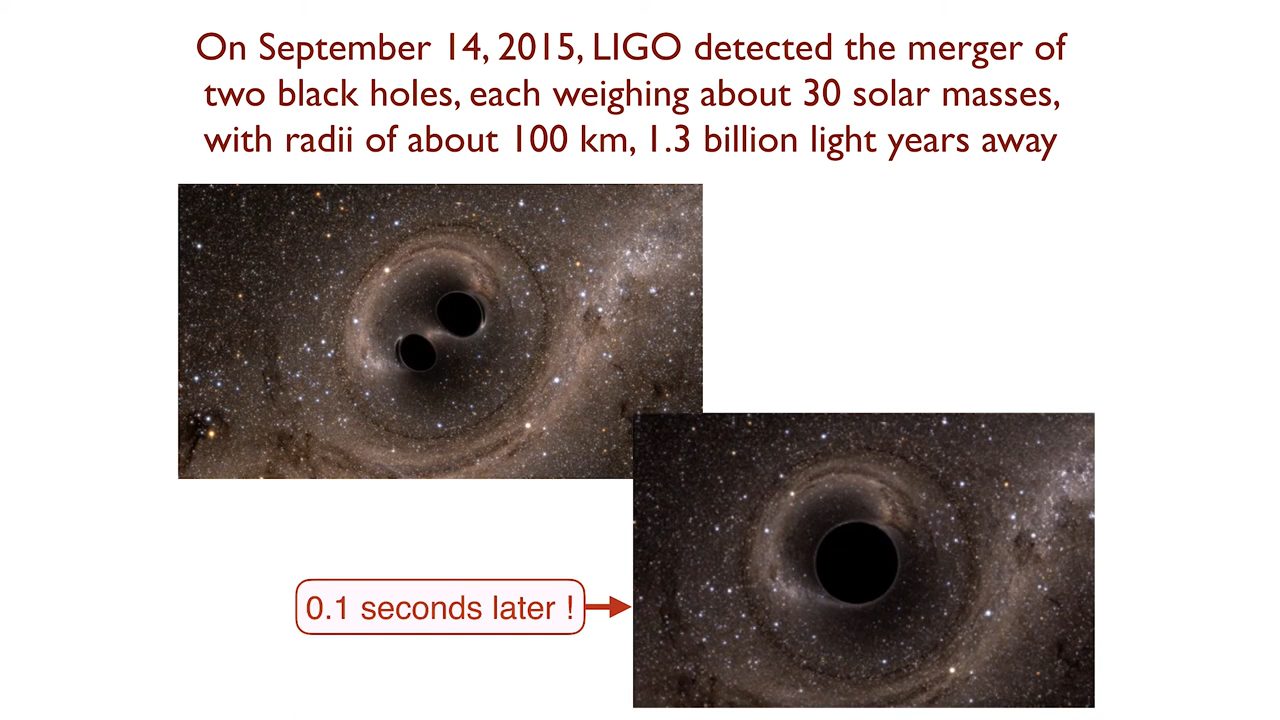 On September 14, 2015, LIGO detected the merger of
two black holes, each weighing about 30 solar masses,
with radii of about 100 km, 1.3 billion light years away
0.1 seconds later !